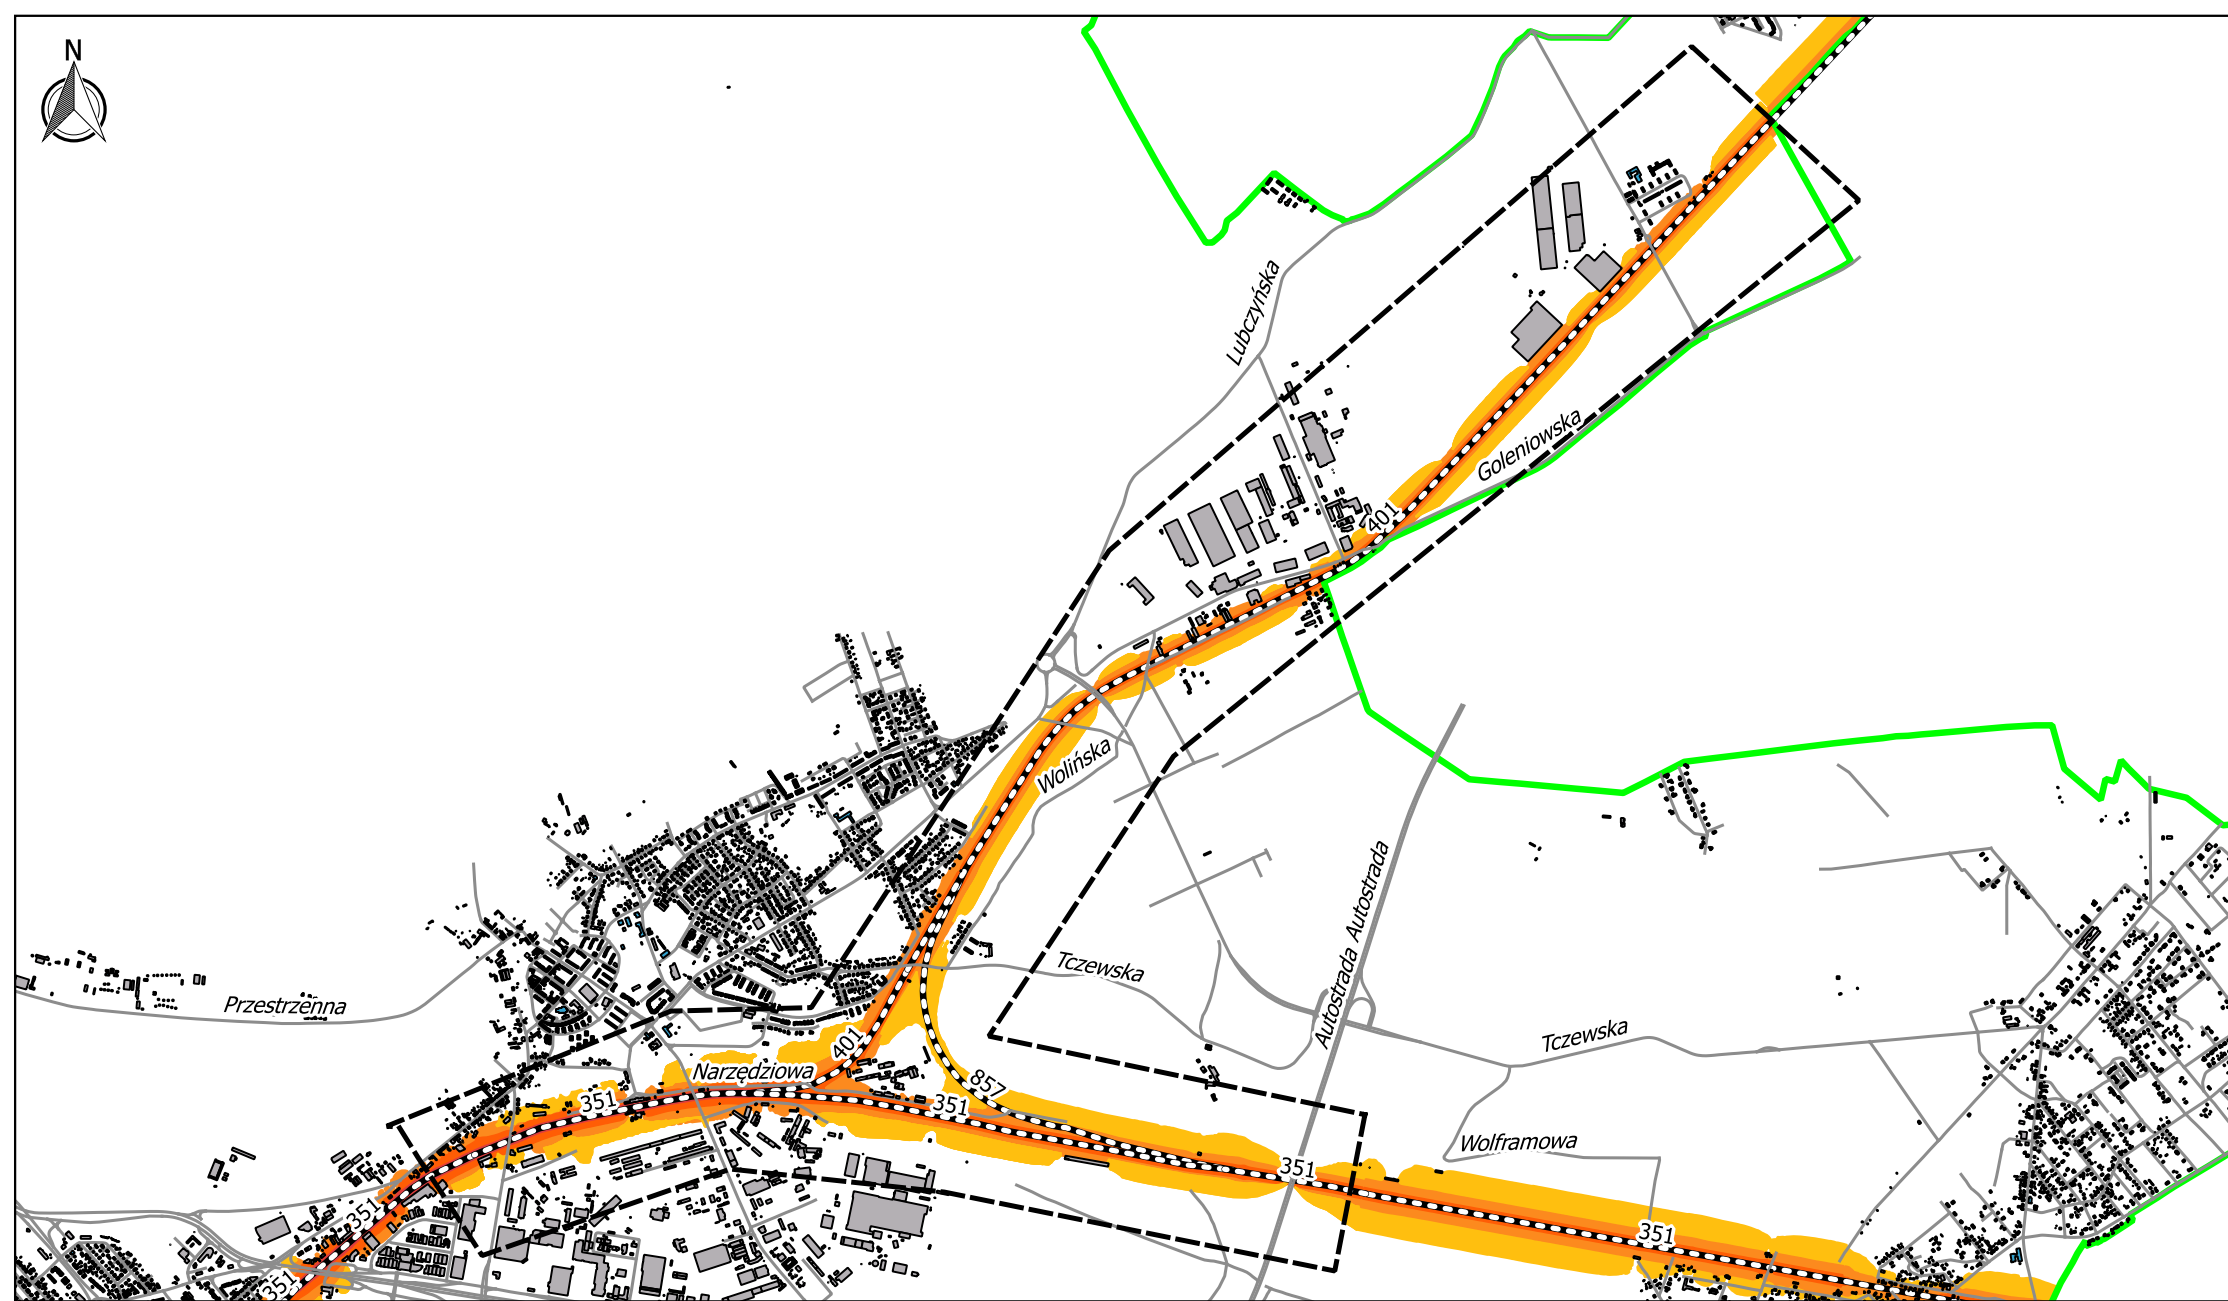 N
Lubczyńska
Goleniowska
401
Wolińska
Autostrada Autostrada
Tczewska
Przestrzenna
Tczewska
401
Narzędziowa
857
351
351
Wolframowa
351
351
351
351